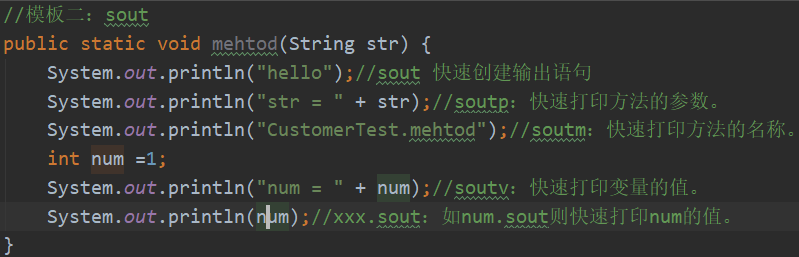 //模板二：sout
public static void mehtod(String str) {
    System.out.println("hello");//sout 快速创建输出语句
    System.out.println("str = " + str);//soutp：快速打印方法的参数。
    System.out.println("CustomerTest.mehtod");//soutm：快速打印方法的名称。
    int num =1;
    System.out.println("num = " + num);//soutv：快速打印变量的值。
    System.out.println(num);//xxx.sout：如num.sout则快速打印num的值。
}